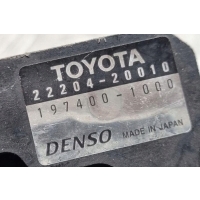 TOYOTA
22204-20010
197400-1000
DENSO MADE IN JAPAN